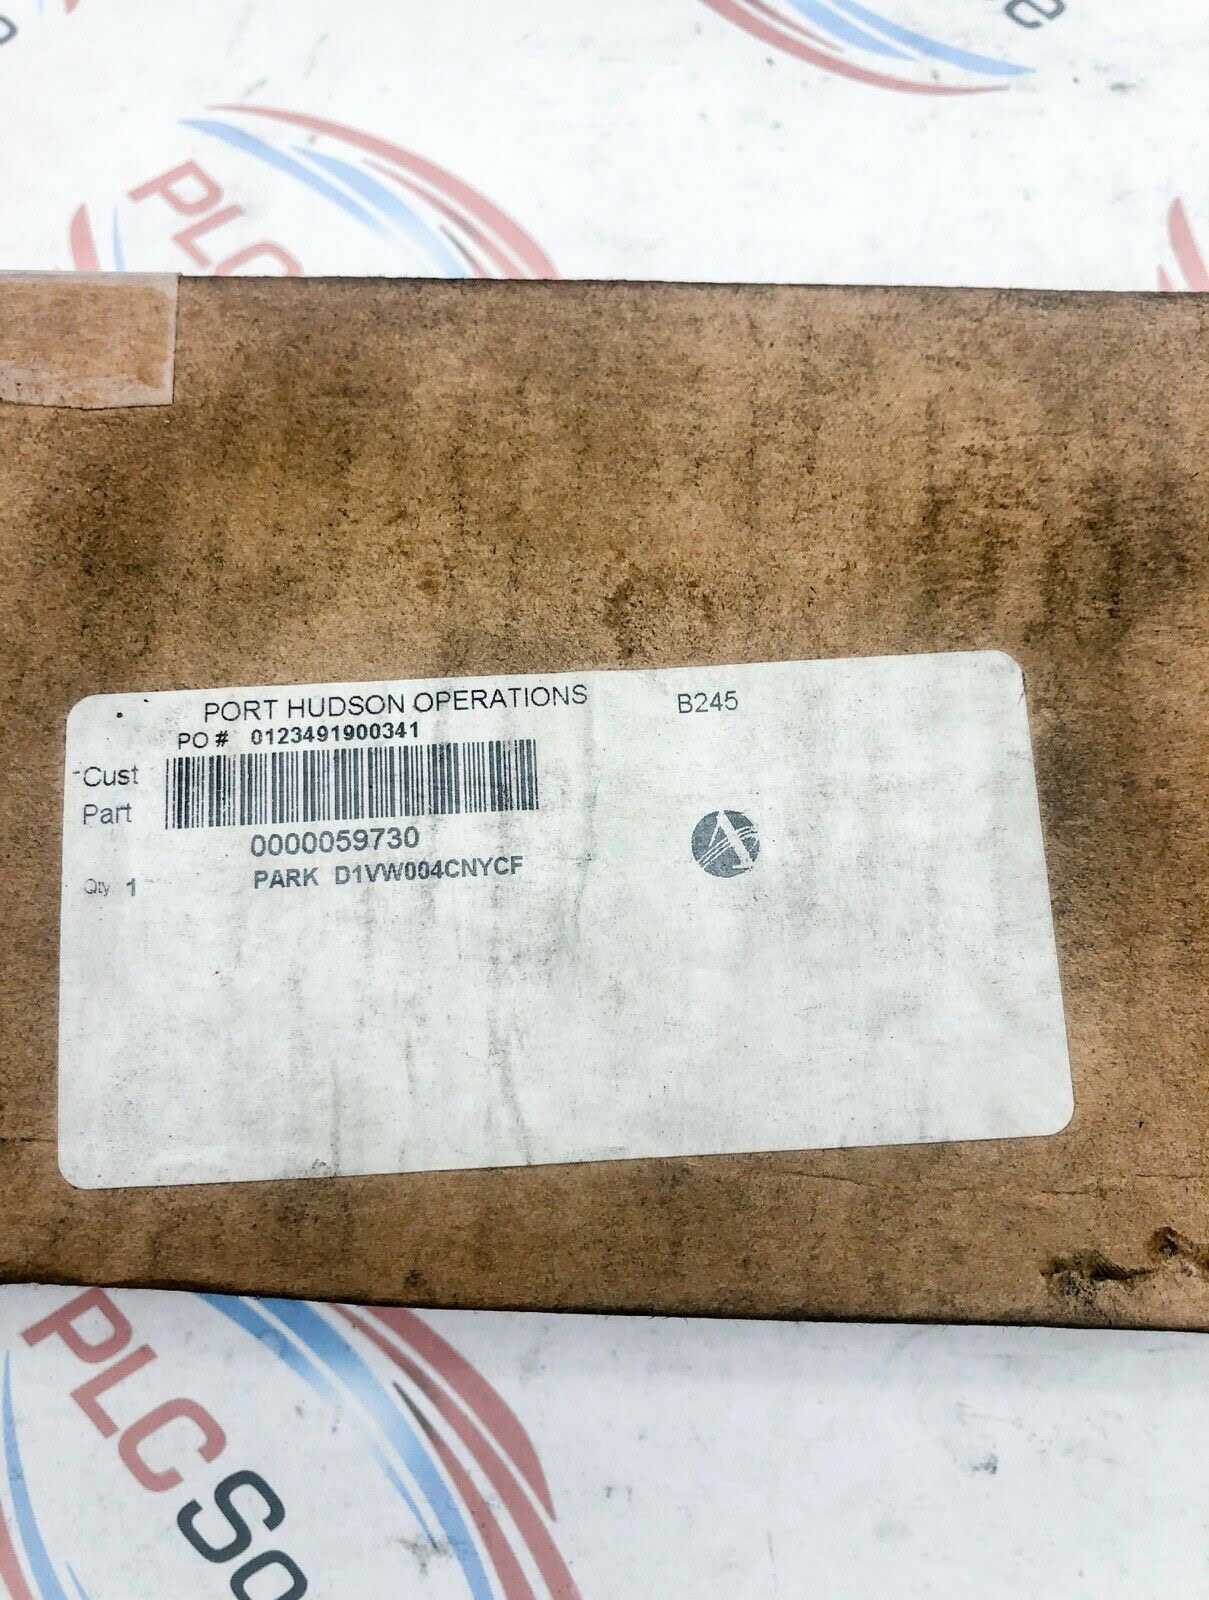 PLC
PORT HUDSON OPERATIONS B245
PO # 0123491900341
Cust
Part
0000059730
Qty 1 PARK D1VW004CNYCF
PLC So